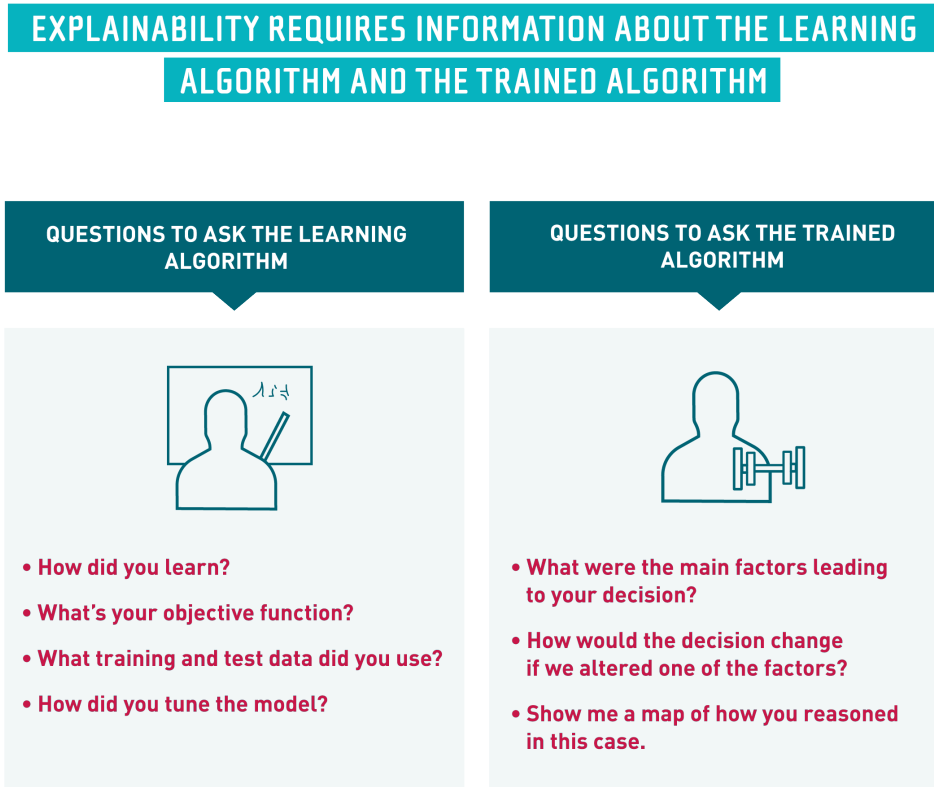 EXPLAINABILITY REQUIRES INFORMATION ABOUT THE LEARNING
ALGORITHM AND THE TRAINED ALGORITHM
QUESTIONS TO ASK THE LEARNING
ALGORITHM
• How did you learn?
• What's your objective function?
• What training and test data did you use?
• How did you tune the model?
QUESTIONS TO ASK THE TRAINED
ALGORITHM
• What were the main factors leading
to your decision?
• How would the decision change
if we altered one of the factors?
• Show me a map of how you reasoned
in this case.